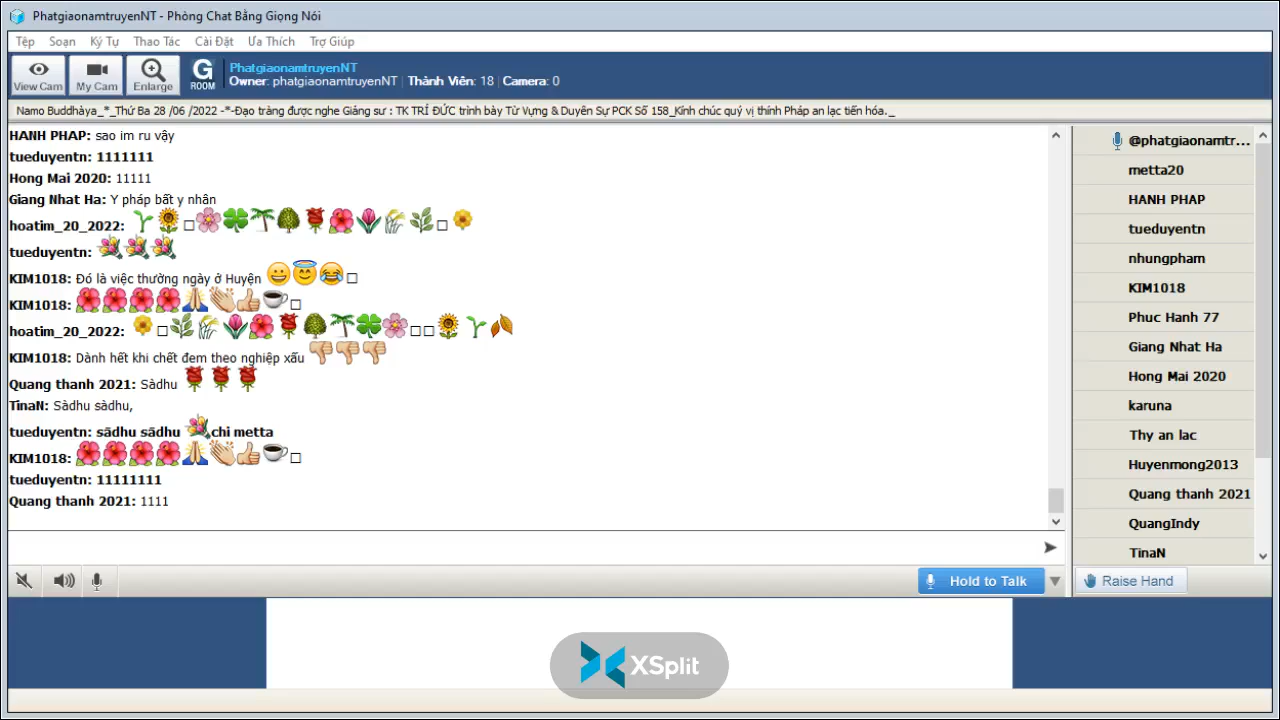 PhatgiaonamtruyenNT - Phòng Chat Bằng Giọng Nói
Tệp Soạn Ký Tự Thao Tác Cài Đặt Ưa Thích Trợ Giúp
View Cam My Cam Enlarge G ROOM
PhatgiaonamtruyenNT
Owner: phatgiaonamtruyenNT Thành Viên: 18 Camera: 0
Namo Buddhàya_*_Thứ Ba 28 /06 /2022 -*-Đạo tràng được nghe Giảng sư : TK TRÍ ĐỨC trình bày Từ Vựng & Duyên Sự PCK Số 158_Kính chúc quý vị thính Pháp an lạc tiến hóa._
HANH PHAP: sao im ru vậy
tueduyentn: 1111111
Hong Mai 2020: 11111
Giang Nhat Ha: Y pháp bất y nhân
hoatim_20_2022:
tueduyentn:
KIM1018: Đó là việc thường ngày ở Huyện
KIM1018:
hoatim_20_2022:
KIM1018: Dành hết khi chết đem theo nghiệp xấu
Quang thanh 2021: Sàdhu
TinaN: Sàdhu sàdhu,
tueduyentn: sãdhu sãdhu chi metta
KIM1018:
tueduyentn: 11111111
Quang thanh 2021: 1111
@phatgiaonamtr...
metta20
HANH PHAP
tueduyentn
nhungpham
KIM1018
Phuc Hanh 77
Giang Nhat Ha
Hong Mai 2020
karuna
Thy an lac
Huyenmong2013
Quang thanh 2021
QuangIndy
TinaN
Hold to Talk
Raise Hand
XSplit